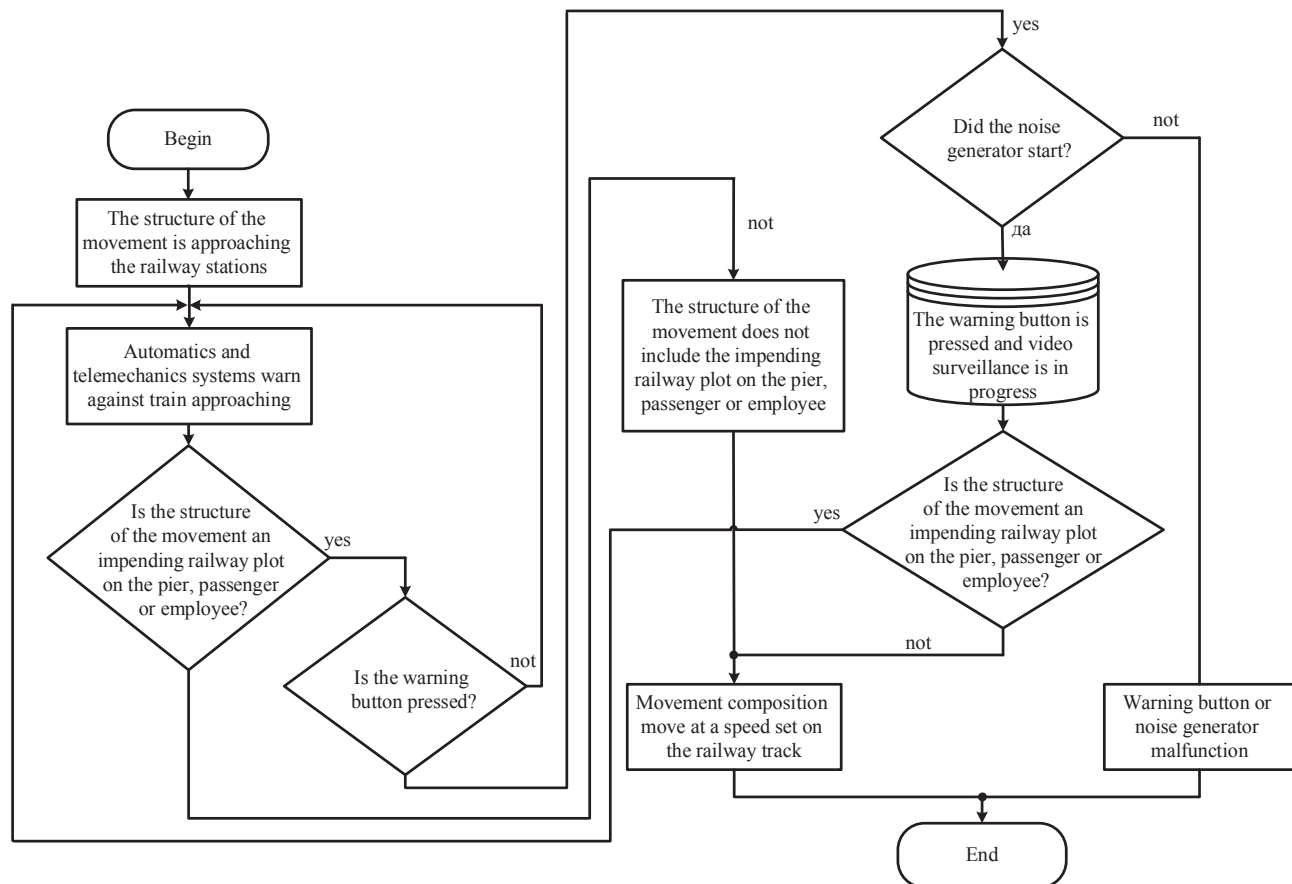 Begin
The structure of the
movement is approaching
the railway stations
Automatics and
telemechanics systems warn
against train approaching
Is the structure
of the movement an
impending railway plot
on the pier, passenger
or employee?
yes
Is the warning
button pressed?
not
yes
Did the noise
generator start?
not
да
not
The structure of the
movement does not
include the impending
railway plot on the pier,
passenger or employee
The warning button is
pressed and video
surveillance is in
progress
yes
Is the structure
of the movement an
impending railway plot
on the pier, passenger or
employee?
not
Movement composition
move at a speed set on
the railway track
Warning button or
noise generator
malfunction
End